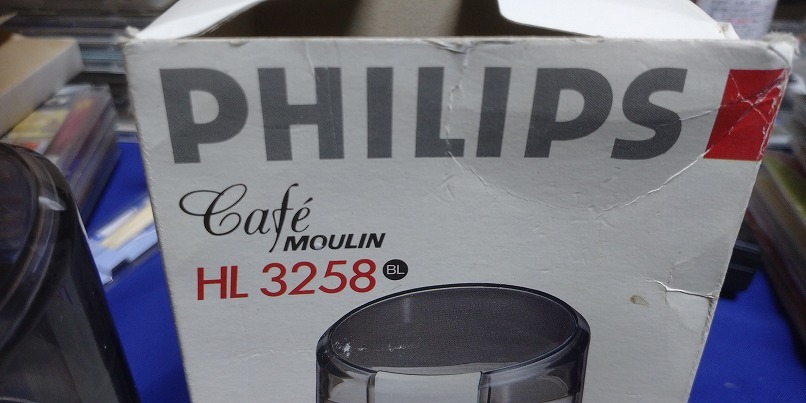 PHILIPS
Café
MOULIN
HL 3258 BL